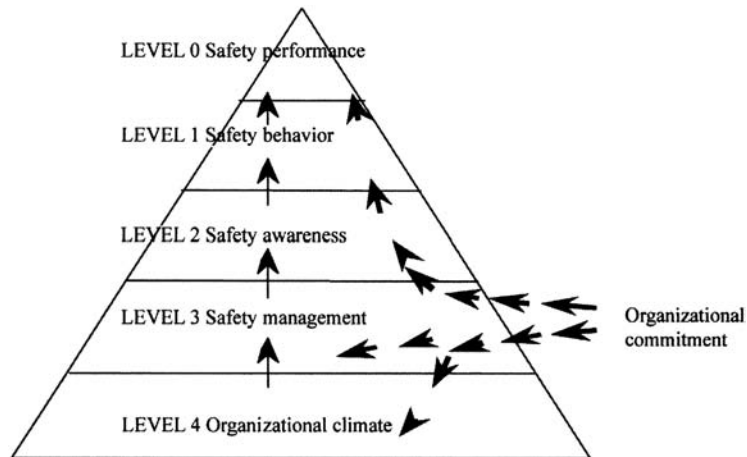 LEVEL 0 Safety performance
LEVEL 1 Safety behavior
LEVEL 2 Safety awareness
LEVEL 3 Safety management
Organizational
commitment
LEVEL 4 Organizational climate